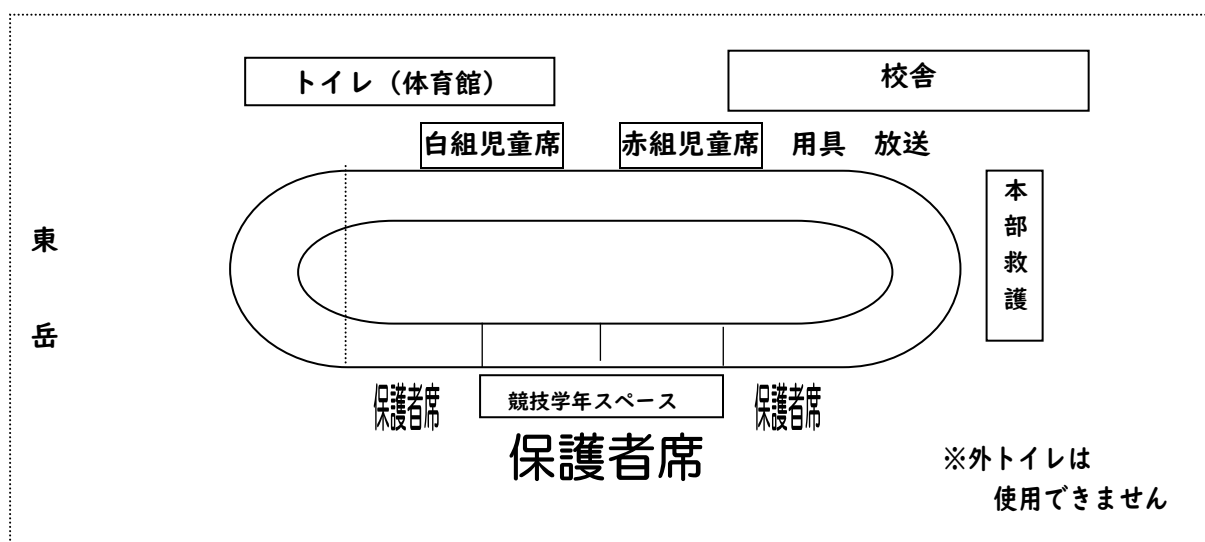 トイレ（体育館）
校舎
白組児童席
赤組児童席
用具
放送
本部救護
東岳
保護者席
競技学年スペース
保護者席
保護者席
※外トイレは
使用できません